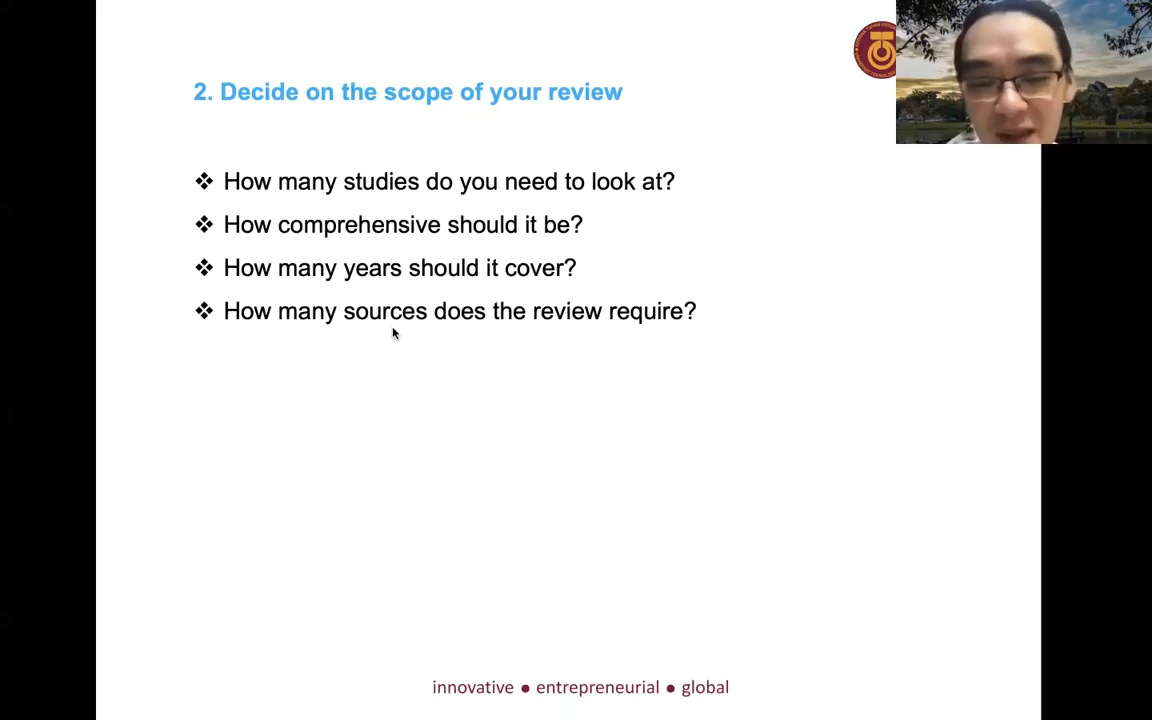 2. Decide on the scope of your review
❖ How many studies do you need to look at?
❖ How comprehensive should it be?
❖ How many years should it cover?
❖ How many sources does the review require?
innovative ● entrepreneurial ● global